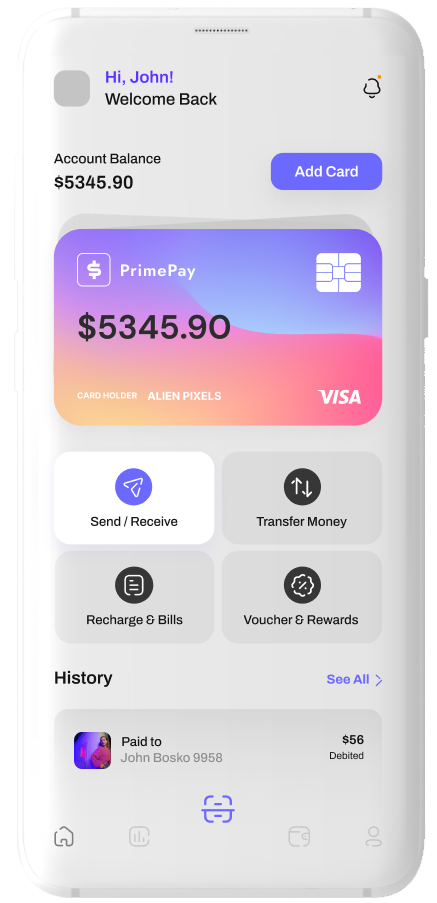 Hi, John!
Welcome Back
Account Balance
$5345.90
Add Card
PrimePay
$5345.90
CARD HOLDER ALIEN PIXELS
VISA
Send / Receive
Transfer Money
Recharge & Bills
Voucher & Rewards
History
See All
Paid to
$56
John Bosko 9958
Debited